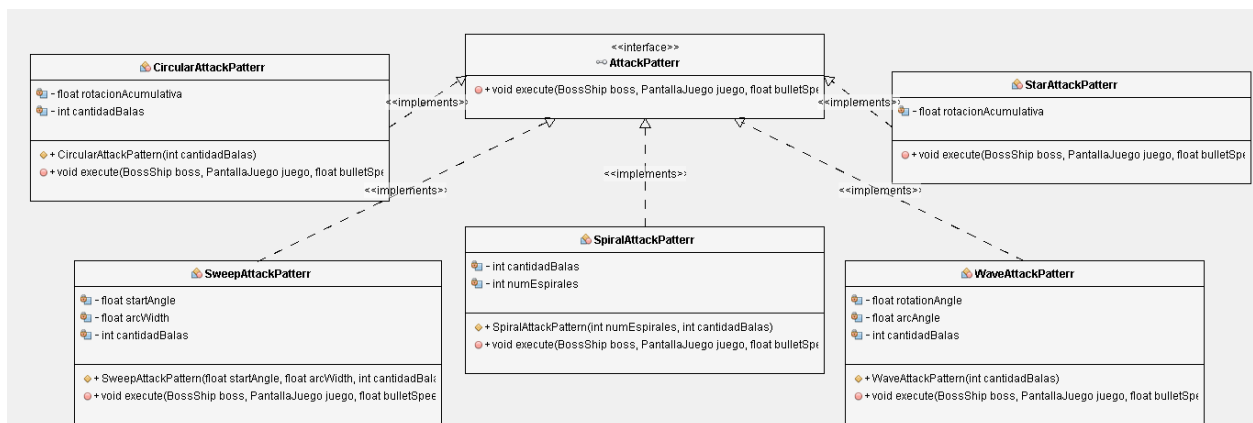 CircularAttackPatterr
- float rotacionAcumulativa
- int cantidadBalas
+ CircularAttackPattern(int cantidadBalas)
+ void execute(BossShip boss, PantallaJuego juego, float bulletSpe
<<interface>>
AttackPatterr
+ void execute(BossShip boss, PantallaJuego juego, float bulletSpe
StarAttackPatterr
- float rotacionAcumulativa
+ void execute(BossShip boss, PantallaJuego juego, float bulletSpe
<<implements>>
<<implements>>
<<implements>>
<<implements>>
<<implements>>
SweepAttackPatterr
- float startAngle
- float arcWidth
- int cantidadBalas
+ SweepAttackPattern(float startAngle, float arcWidth, int cantidadBala
+ void execute(BossShip boss, PantallaJuego juego, float bulletSpee
SpiralAttackPatterr
- int cantidadBalas
- int numEspirales
+ SpiralAttackPattern(int numEspirales, int cantidadBalas)
+ void execute(BossShip boss, PantallaJuego juego, float bulletSpe
WaveAttackPatterr
- float rotationAngle
- float arcAngle
- int cantidadBalas
+ WaveAttackPattern(int cantidadBalas)
+ void execute(BossShip boss, PantallaJuego juego, float bulletSpe